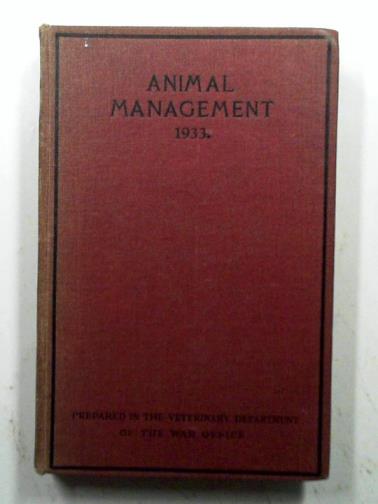 ANIMAL
MANAGEMENT
1933.
PREPARED IN THE VETERINARY DEPARTMENT
OF THE WAR OFFICE